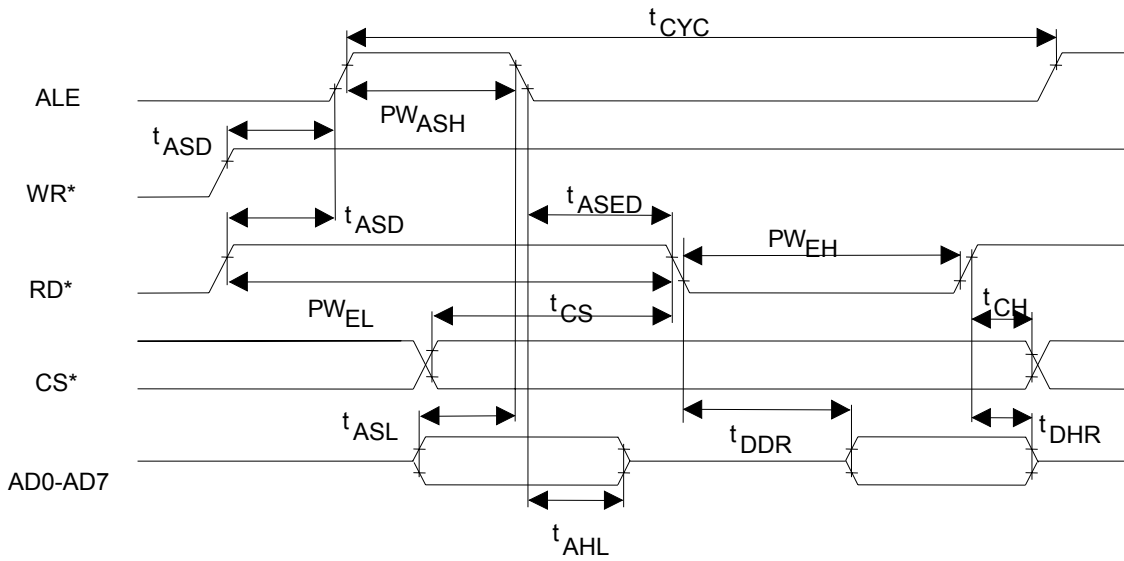 tCYC
ALE
PWASH
tASD
WR*
tASED
tASD
PWEH
RD*
PWEL
tCS
tCH
CS*
tASL
tDDR
tDHR
AD0-AD7
tAHL